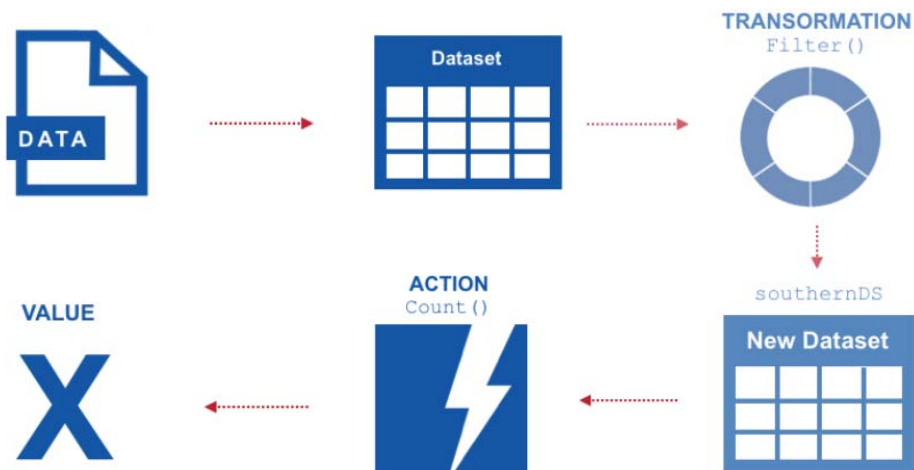 DATA
Dataset
TRANSORMATION
Filter()
southernDS
New Dataset
ACTION
Count()
VALUE
X